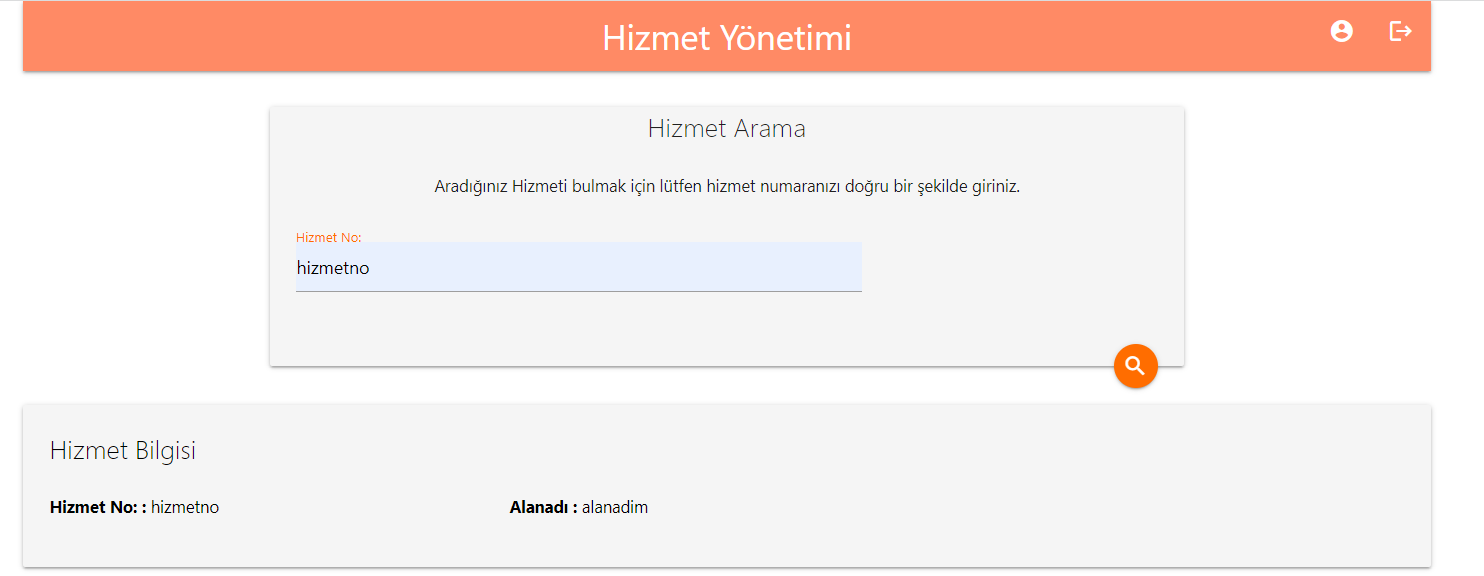 Hizmet Yönetimi
Hizmet Arama
Aradığınız Hizmeti bulmak için lütfen hizmet numaranızı doğru bir şekilde giriniz.
Hizmet No:
hizmetno
Hizmet Bilgisi
Hizmet No: : hizmetno
Alanadı : alanadim